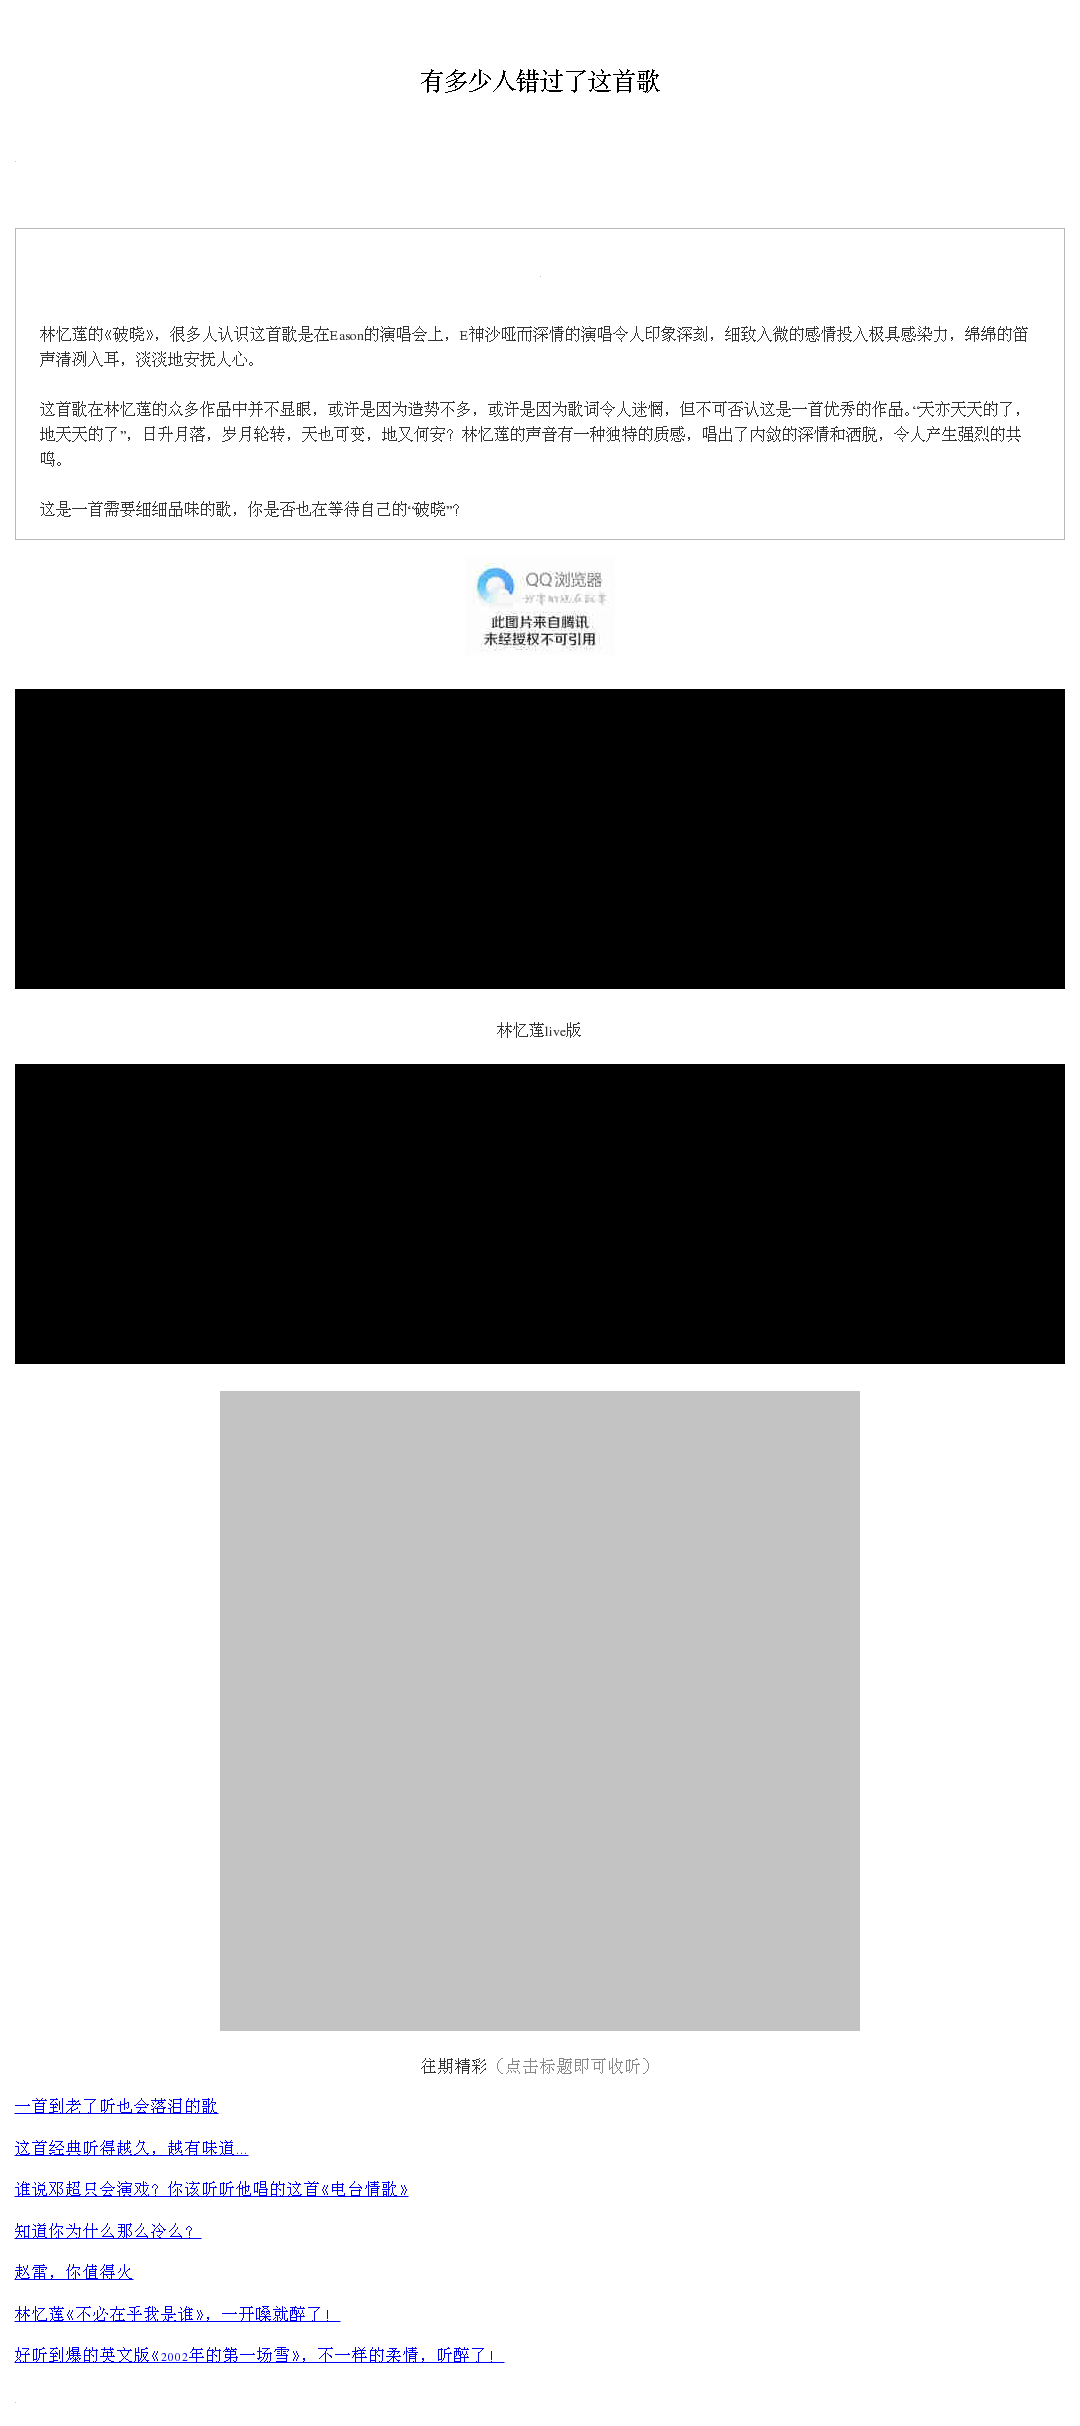 有多少人错过了这首歌
林忆莲的《破晓》，很多人认识这首歌是在Eason的演唱会上，E神沙哑而深情的演唱令人印象深刻，细致入微的感情投入极具感染力，绵绵的笛
声清冽入耳，淡淡地安抚人心。
这首歌在林忆莲的众多作品中并不显眼，或许是因为造势不多，或许是因为歌词令人迷惘，但不可否认这是一首优秀的作品。“天亦天天的了，
地天天的了”，日升月落，岁月轮转，天也可变，地又何安？林忆莲的声音有一种独特的质感，唱出了内敛的深情和洒脱，令人产生强烈的共
鸣。
这是一首需要细细品味的歌，你是否也在等待自己的“破晓”？
QQ浏览器
此图片来自腾讯
未经授权不可引用
林忆莲live版
往期精彩（点击标题即可收听）
一首到老了听也会落泪的歌
这首经典听得越久，越有味道...
谁说邓超只会演戏？你该听听他唱的这首《电台情歌》
知道你为什么那么冷么？
赵雷，你值得火
林忆莲《不必在乎我是谁》，一开嗓就醉了！
好听到爆的英文版《2002年的第一场雪》，不一样的柔情，听醉了！